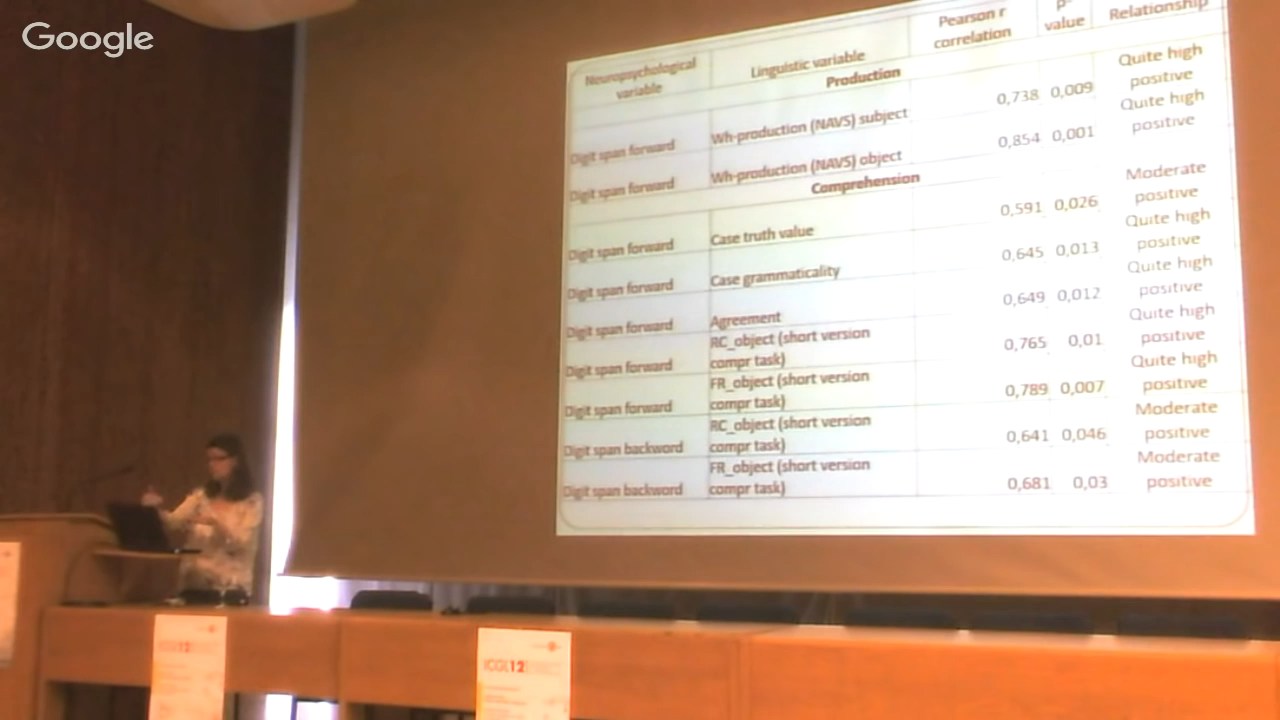 Google
Neuropsychological variable | Linguistic variable | Pearson r correlation | p- value | Relationship
Production
Digit span forward | Wh-production (NAVS) subject | 0,738 | 0,009 | Quite high positive
Digit span forward | Wh-production (NAVS) object | 0,854 | 0,001 | Quite high positive
Comprehension
Digit span forward | Case truth value | 0,591 | 0,026 | Moderate positive
Digit span forward | Case grammaticality | 0,645 | 0,013 | Quite high positive
Digit span forward | Agreement | 0,649 | 0,012 | Quite high positive
Digit span forward | RC_object (short version compr task) | 0,765 | 0,01 | Quite high positive
Digit span forward | FR_object (short version compr task) | 0,789 | 0,007 | Quite high positive
Digit span backword | RC_object (short version compr task) | 0,641 | 0,046 | Moderate positive
Digit span backword | FR_object (short version compr task) | 0,681 | 0,03 | Moderate positive
ICGL12
ICGL12